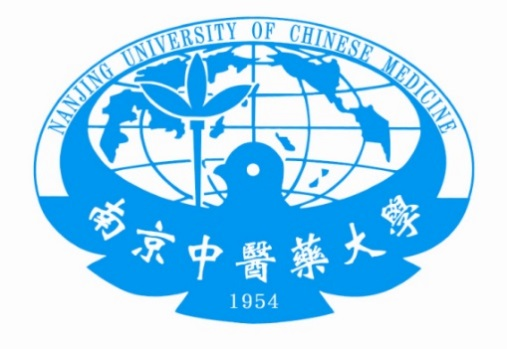 NANJING UNIVERSITY OF CHINESE MEDICINE
南京中醫藥大學
1954